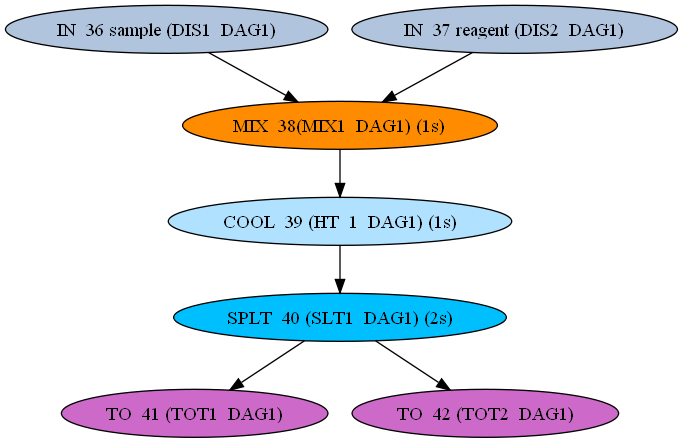 IN 36 sample (DIS1 DAG1)
IN 37 reagent (DIS2 DAG1)
MIX 38(MIX1 DAG1) (1s)
COOL 39 (HT 1 DAG1) (1s)
SPLT 40 (SLT1 DAG1) (2s)
TO 41 (TOT1 DAG1)
TO 42 (TOT2 DAG1)